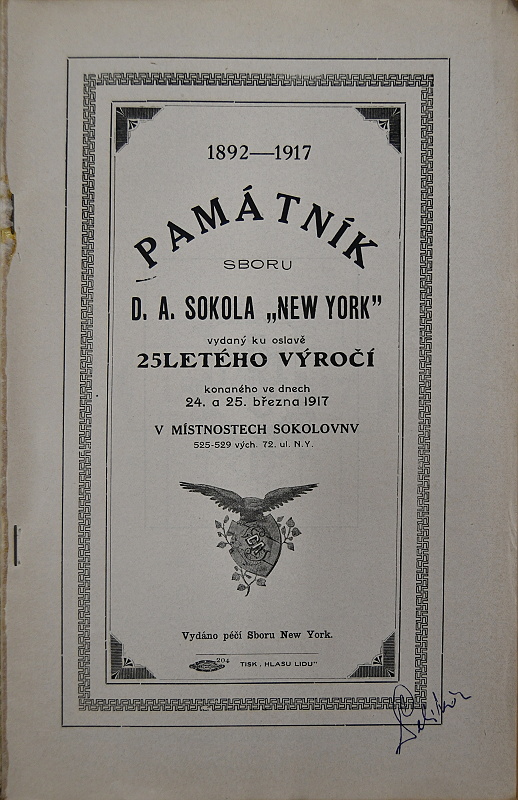 1892—1917
PAMÁTNÍK
SBORU
D. A. SOKOLA „NEW YORK”
vydaný ku oslavě
25LETÉHO VÝROČÍ
konaného ve dnech
24. a 25. března 1917
V MÍSTNOSTECH SOKOLOVNV
525-529 vých. 72. ul. N.Y.
Vydáno péčí Sboru New York.
204 TISK „HLASU LIDU”